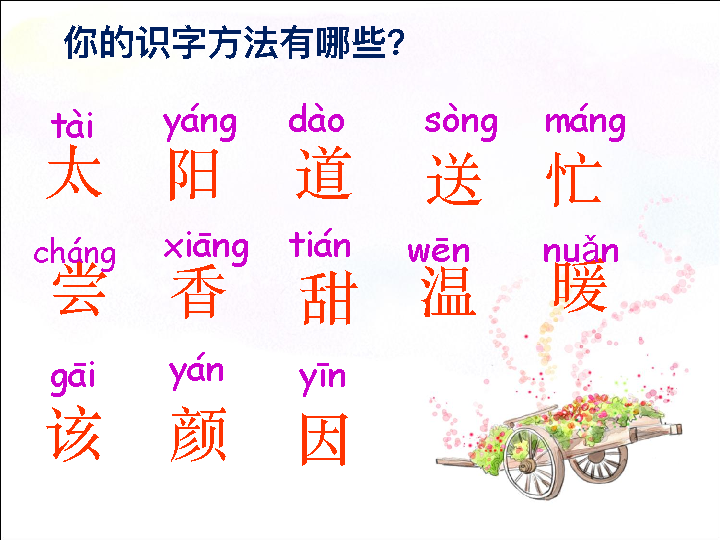 你的识字方法有哪些?
tài yáng dào sòng máng
太 阳 道 送 忙
cháng xiāng tián wēn nuǎn
尝 香 甜 温 暖
gāi yán yīn
该 颜 因